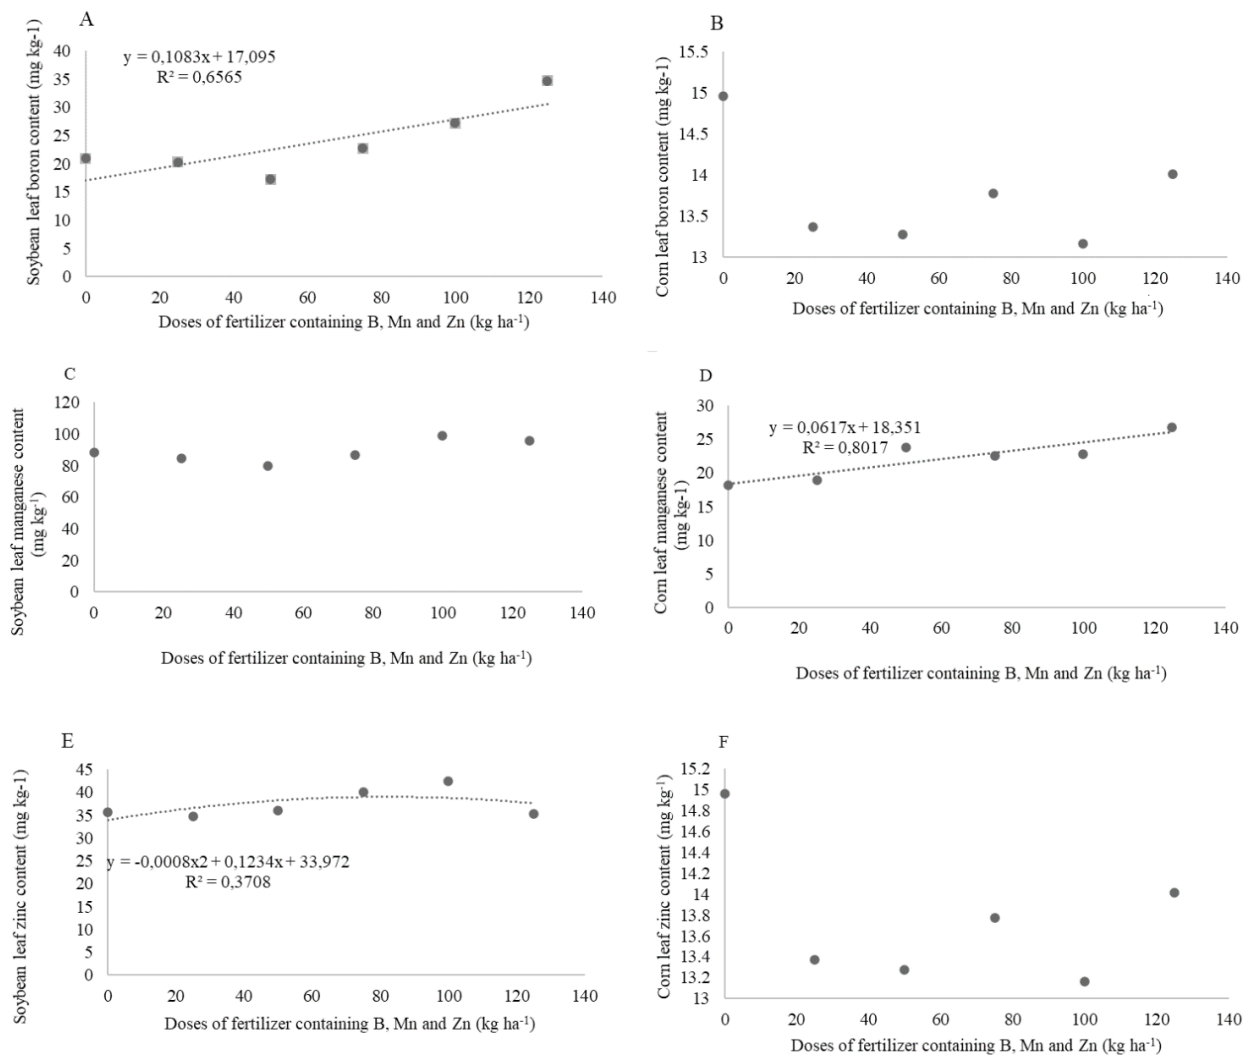 A
Soybean leaf boron content (mg kg-1)
y = 0,1083x + 17,095
R² = 0,6565
40
35
30
25
20
15
10
5
0
0 20 40 60 80 100 120 140
Doses of fertilizer containing B, Mn and Zn (kg ha-1)
B
Corn leaf boron content (mg kg-1)
15.5
15
14.5
14
13.5
13
0 20 40 60 80 100 120 140
Doses of fertilizer containing B, Mn and Zn (kg ha-1)
C
Soybean leaf manganese content
(mg kg-1)
120
100
80
60
40
20
0
0 20 40 60 80 100 120 140
Doses of fertilizer containing B, Mn and Zn (kg ha-1)
D
Corn leaf manganese content
(mg kg-1)
y = 0,0617x + 18,351
R² = 0,8017
30
25
20
15
10
5
0
0 20 40 60 80 100 120 140
Doses of fertilizer containing B, Mn and Zn (kg ha-1)
E
Soybean leaf zinc content (mg kg-1)
45
40
35
30
25
20
15
10
5
0
y = -0,0008x2 + 0,1234x + 33,972
R² = 0,3708
0 20 40 60 80 100 120 140
Doses of fertilizer containing B, Mn and Zn (kg ha-1)
F
Corn leaf zinc content (mg kg-1)
15.2
15
14.8
14.6
14.4
14.2
14
13.8
13.6
13.4
13.2
13
0 20 40 60 80 100 120 140
Doses of fertilizer containing B, Mn and Zn (kg ha-1)